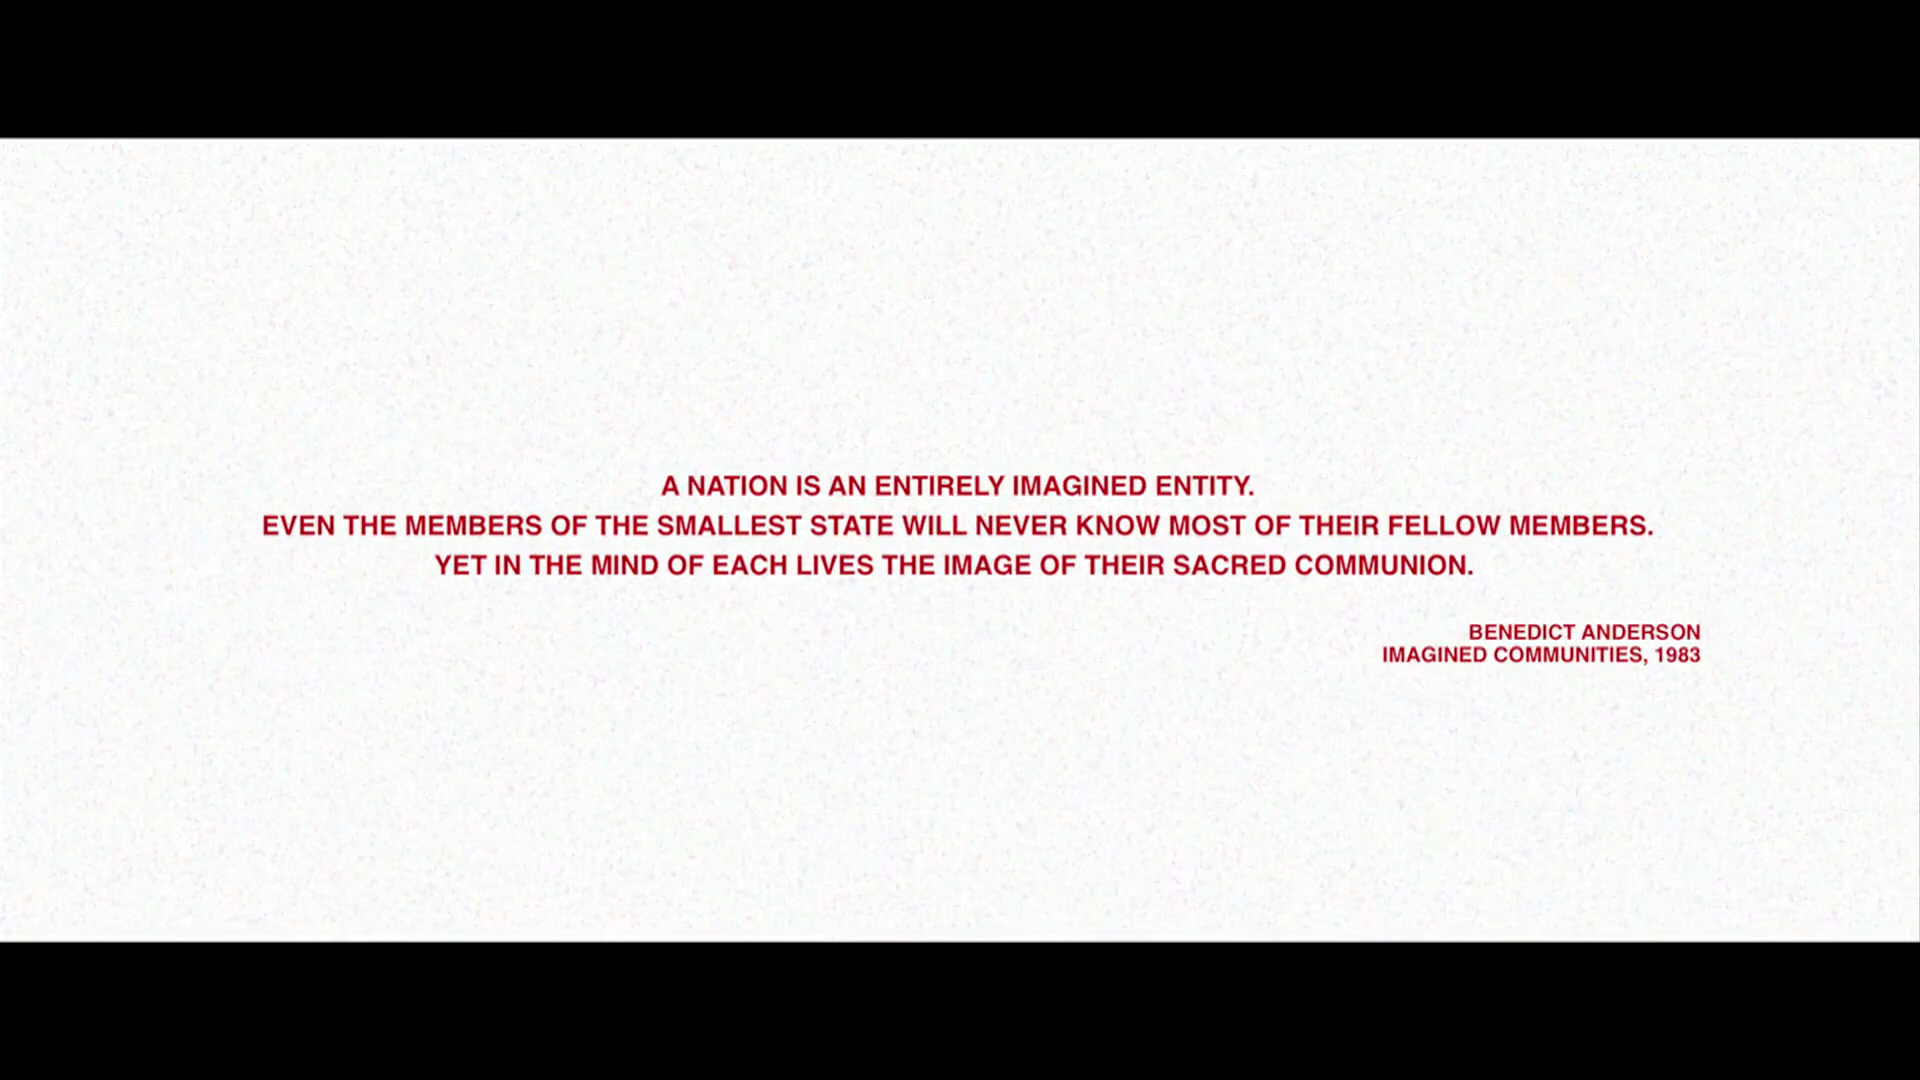 A NATION IS AN ENTIRELY IMAGINED ENTITY.
EVEN THE MEMBERS OF THE SMALLEST STATE WILL NEVER KNOW MOST OF THEIR FELLOW MEMBERS.
YET IN THE MIND OF EACH LIVES THE IMAGE OF THEIR SACRED COMMUNION.
BENEDICT ANDERSON
IMAGINED COMMUNITIES, 1983